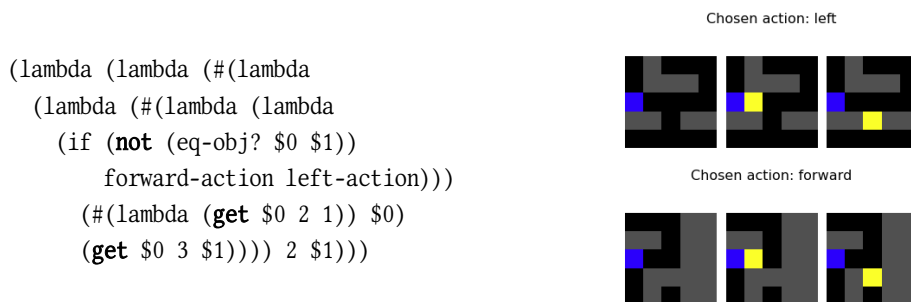 (lambda (lambda (#(lambda
(lambda (#(lambda (lambda
(if (not (eq-obj? $0 $1))
forward-action left-action)))
(#(lambda (get $0 2 1)) $0)
(get $0 3 $1)))) 2 $1)))
Chosen action: left
Chosen action: forward